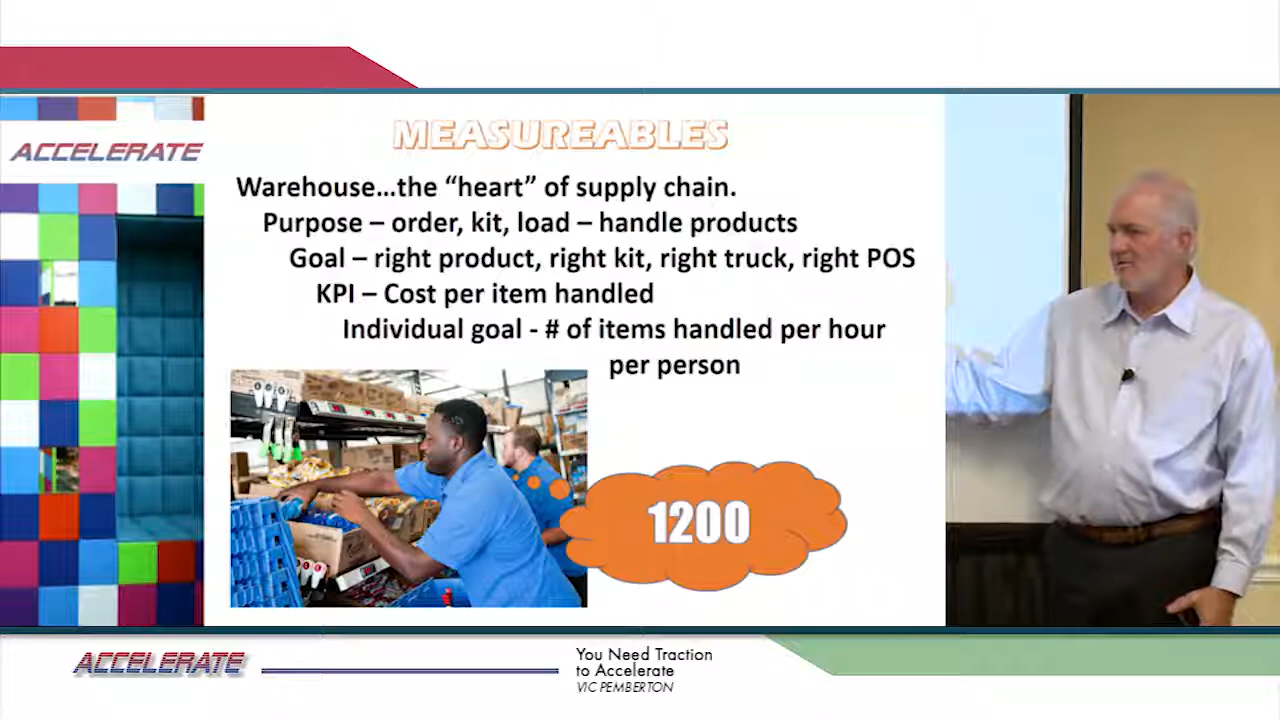 MEASUREABLES
ACCELERATE
Warehouse...the “heart” of supply chain.
Purpose – order, kit, load – handle products
Goal – right product, right kit, right truck, right POS
KPI – Cost per item handled
Individual goal - # of items handled per hour
per person
1200
ACCELERATE
You Need Traction
to Accelerate
VIC PEMBERTON